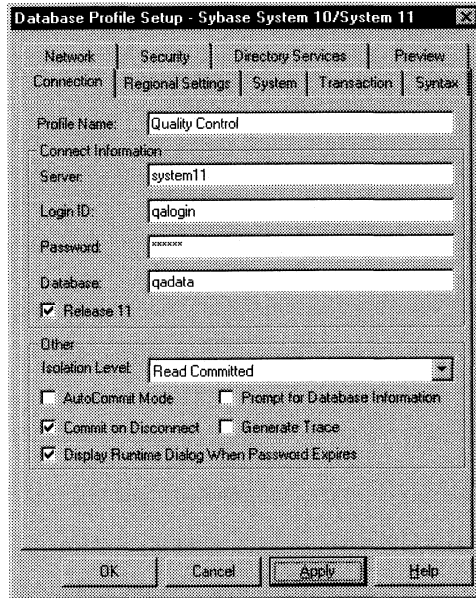 Database Profile Setup - Sybase System 10/System 11
Network Security Directory Services Preview
Connection Regional Settings System Transaction Syntax
Profile Name: Quality Control
Connect Information
Server: system11
Login ID: qalogin
Password: xxxxxx
Database: qadata
Release 11
Other
Isolation Level: Read Committed
AutoCommit Mode Prompt for Database Information
Commit on Disconnect Generate Trace
Display Runtime Dialog When Password Expires
OK Cancel Apply Help